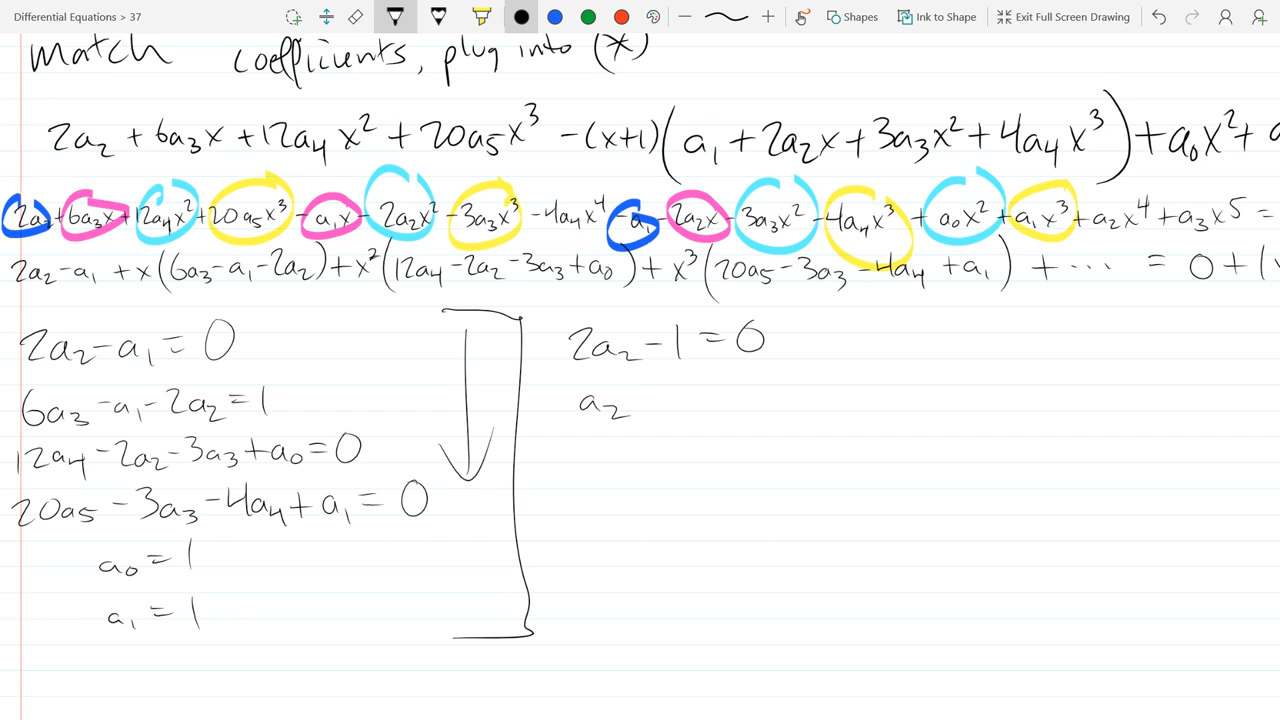 Differential Equations > 37
Shapes
Ink to Shape
Exit Full Screen Drawing
match coefficients, plug into (*)
2a₂ + 6a₃x + 12a₄x² + 20a₅x³ - (x+1)(a₁ + 2a₂x + 3a₃x² + 4a₄x³) + a₀x² + a
2a₂ + 6a₃x + 12a₄x² + 20a₅x³ - a₁x - 2a₂x² - 3a₃x³ - 4a₄x⁴ - a₁ - 2a₂x - 3a₃x² - 4a₄x³ + a₀x² + a₁x³ + a₂x⁴ + a₃x⁵ =
2a₂ - a₁ + x(6a₃ - a₁ - 2a₂) + x²(12a₄ - 2a₂ - 3a₃ + a₀) + x³(20a₅ - 3a₃ - 4a₄ + a₁) + ... = 0 + 1
2a₂ - a₁ = 0
6a₃ - a₁ - 2a₂ = 1
12a₄ - 2a₂ - 3a₃ + a₀ = 0
20a₅ - 3a₃ - 4a₄ + a₁ = 0
a₀ = 1
a₁ = 1
2a₂ - 1 = 0
a₂